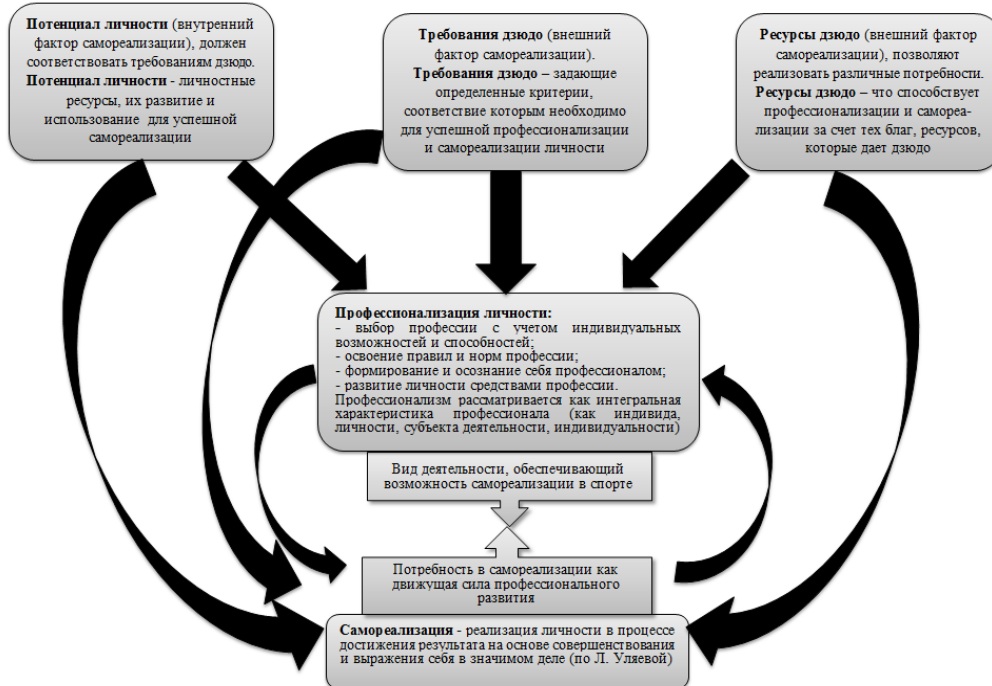 Потенциал личности (внутренний
фактор самореализации), должен
соответствовать требованиям дзюдо.
Потенциал личности - личностные
ресурсы, их развитие и
использование для успешной
самореализации
Требования дзюдо (внешний
фактор самореализации).
Требования дзюдо – задающие
определенные критерии,
соответствие которым необходимо
для успешной профессионализации
и самореализации личности
Ресурсы дзюдо (внешний фактор
самореализации), позволяют
реализовать различные потребности.
Ресурсы дзюдо – что способствует
профессионализации и самореа-
лизации за счет тех благ, ресурсов,
которые дает дзюдо
Профессионализация личности:
- выбор профессии с учетом индивидуальных
возможностей и способностей;
- освоение правил и норм профессии;
- формирование и осознание себя профессионалом;
- развитие личности средствами профессии.
Профессионализм рассматривается как интегральная
характеристика профессионала (как индивида,
личности, субъекта деятельности, индивидуальности)
Вид деятельности, обеспечивающий
возможность самореализации в спорте
Потребность в самореализации как
движущая сила профессионального
развития
Самореализация - реализация личности в процессе
достижения результата на основе совершенствования
и выражения себя в значимом деле (по Л. Уляевой)